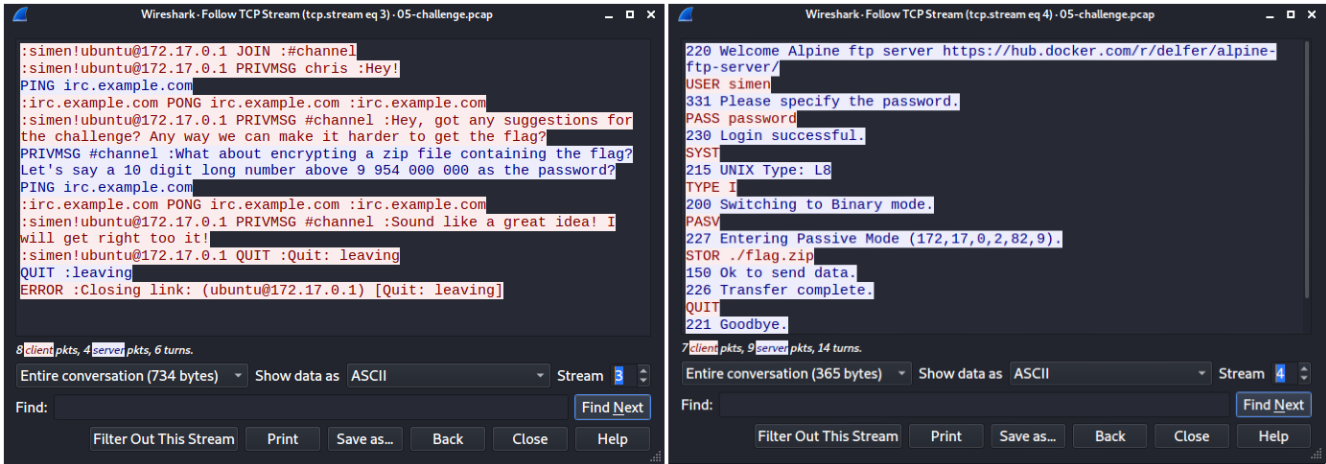 Wireshark · Follow TCP Stream (tcp.stream eq 3) · 05-challenge.pcap
:simen!ubuntu@172.17.0.1 JOIN :#channel
:simen!ubuntu@172.17.0.1 PRIVMSG chris :Hey!
PING irc.example.com
:irc.example.com PONG irc.example.com :irc.example.com
:simen!ubuntu@172.17.0.1 PRIVMSG #channel :Hey, got any suggestions for
the challenge? Any way we can make it harder to get the flag?
PRIVMSG #channel :What about encrypting a zip file containing the flag?
Let's say a 10 digit long number above 9 954 000 000 as the password?
PING irc.example.com
:irc.example.com PONG irc.example.com :irc.example.com
:simen!ubuntu@172.17.0.1 PRIVMSG #channel :Sound like a great idea! I
will get right too it!
:simen!ubuntu@172.17.0.1 QUIT :Quit: leaving
QUIT :leaving
ERROR :Closing link: (ubuntu@172.17.0.1) [Quit: leaving]
8 client pkts, 4 server pkts, 6 turns.
Entire conversation (734 bytes) Show data as ASCII Stream 3
Find: Find Next
Filter Out This Stream Print Save as... Back Close Help
Wireshark · Follow TCP Stream (tcp.stream eq 4) · 05-challenge.pcap
220 Welcome Alpine ftp server https://hub.docker.com/r/delfer/alpine-
ftp-server/
USER simen
331 Please specify the password.
PASS password
230 Login successful.
SYST
215 UNIX Type: L8
TYPE I
200 Switching to Binary mode.
PASV
227 Entering Passive Mode (172,17,0,2,82,9).
STOR ./flag.zip
150 Ok to send data.
226 Transfer complete.
QUIT
221 Goodbye.
7 client pkts, 9 server pkts, 14 turns.
Entire conversation (365 bytes) Show data as ASCII Stream 4
Find: Find Next
Filter Out This Stream Print Save as... Back Close Help